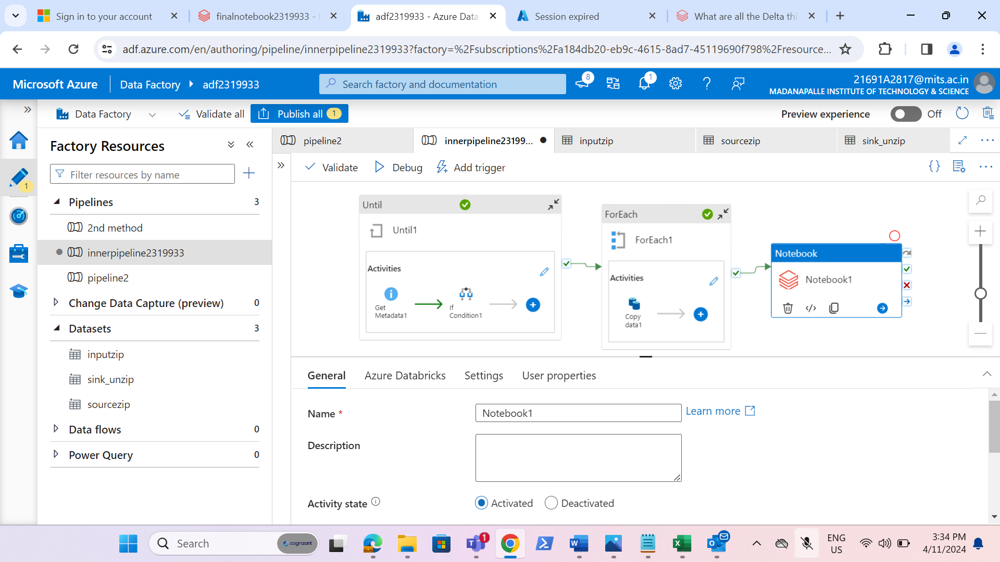 Sign in to your account
finalnotebook2319933 -
adf2319933 - Azure Data
Session expired
What are all the Delta thi
adf.azure.com/en/authoring/pipeline/innerpipeline2319933?factory=%2Fsubscriptions%2Fa184db20-eb9c-4615-8ad7-45119690f798%2Fresource...
Microsoft Azure
Data Factory
adf2319933
Search factory and documentation
8
1
21691A2817@mits.ac.in
MADANAPALLE INSTITUTE OF TECHNOLOGY & SCIENCE
Data Factory
Validate all
Publish all 1
Preview experience
Off
1
Factory Resources
Filter resources by name
Pipelines 3
2nd method
innerpipeline2319933
pipeline2
Change Data Capture (preview) 0
Datasets 3
inputzip
sink_unzip
sourcezip
Data flows 0
Power Query 0
pipeline2
innerpipeline23199...
inputzip
sourcezip
sink_unzip
Validate
Debug
Add trigger
{}
Until
Until1
Activities
Get
Metadata1
If
Condition1
ForEach
ForEach1
Activities
Copy
data1
Notebook
Notebook1
General
Azure Databricks
Settings
User properties
Name *
Notebook1
Learn more
Description
Activity state
Activated
Deactivated
Search
cognizant
1
ENG
US
3:34 PM
4/11/2024